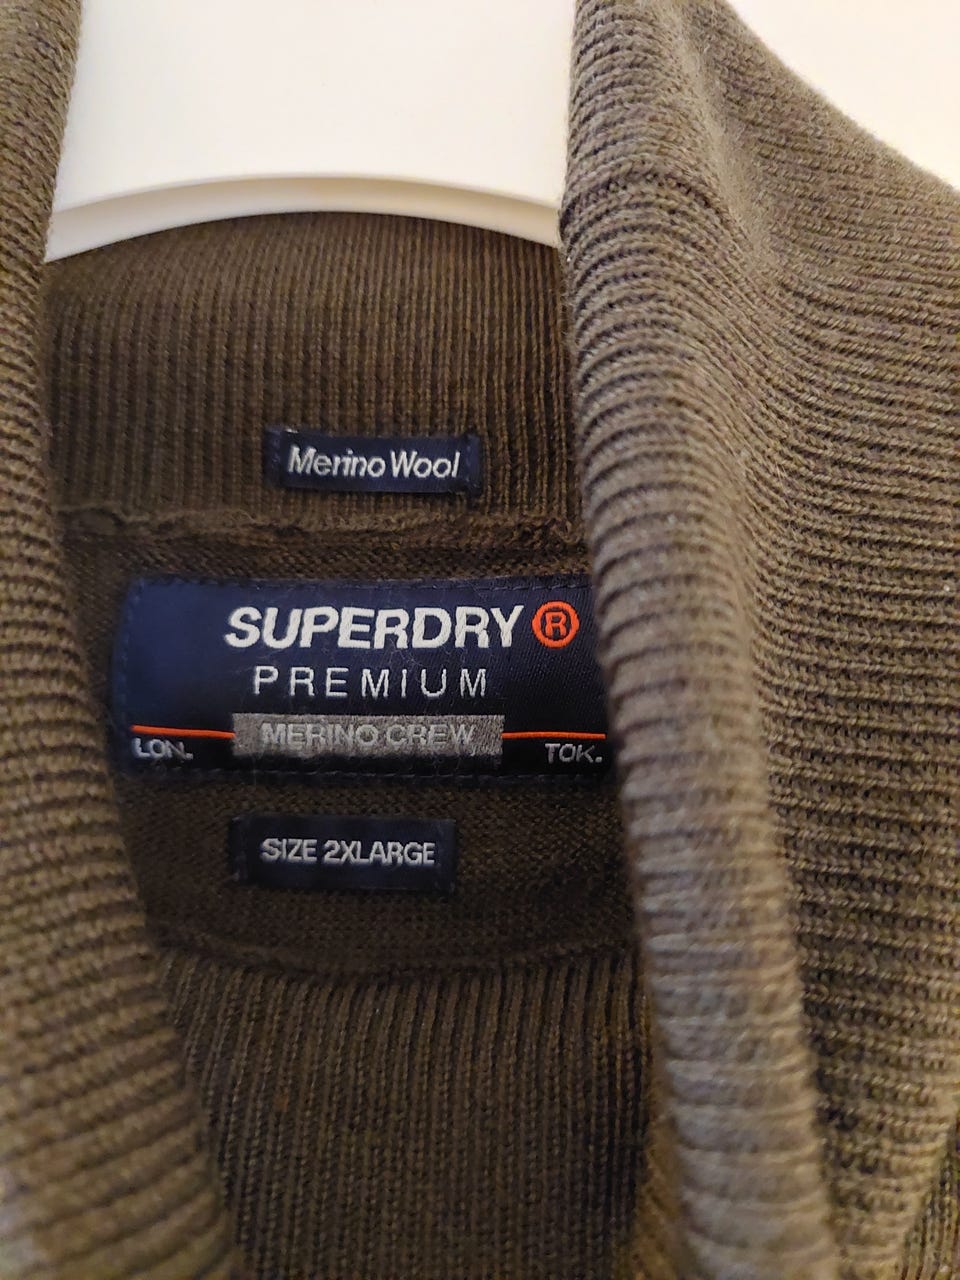 Merino Wool
SUPERDRY®
PREMIUM
MERINO CREW
LON. TOK.
SIZE 2XLARGE